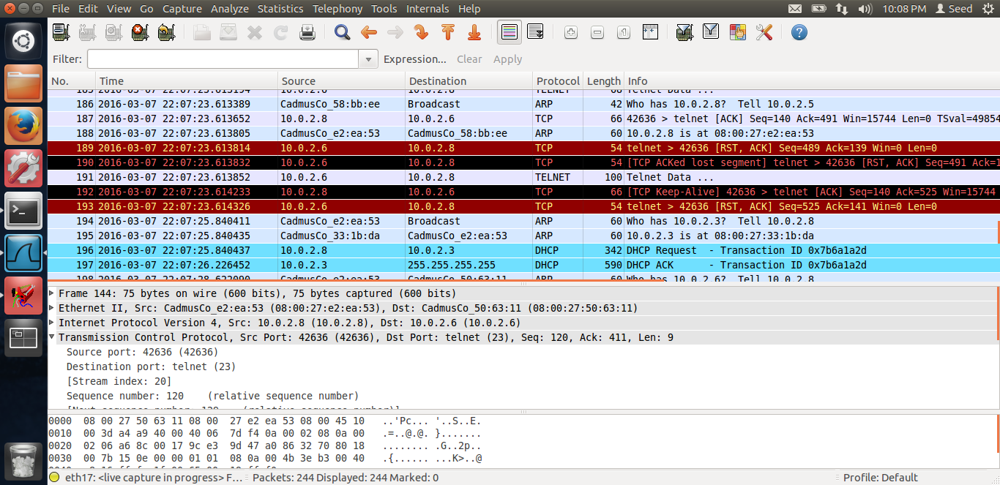 File Edit View Go Capture Analyze Statistics Telephony Tools Internals Help 10:08 PM Seed
Filter: Expression... Clear Apply
No. Time Source Destination Protocol Length Info
185 2016-03-07 22:07:23.613194 10.0.2.6 10.0.2.8 TELNET 68 Telnet Data ...
186 2016-03-07 22:07:23.613389 CadmusCo_58:bb:ee Broadcast ARP 42 Who has 10.0.2.8? Tell 10.0.2.5
187 2016-03-07 22:07:23.613652 10.0.2.8 10.0.2.6 TCP 66 42636 > telnet [ACK] Seq=140 Ack=491 Win=15744 Len=0 TSval=49854
188 2016-03-07 22:07:23.613805 CadmusCo_e2:ea:53 CadmusCo_58:bb:ee ARP 60 10.0.2.8 is at 08:00:27:e2:ea:53
189 2016-03-07 22:07:23.613814 10.0.2.6 10.0.2.8 TCP 54 telnet > 42636 [RST, ACK] Seq=489 Ack=139 Win=0 Len=0
190 2016-03-07 22:07:23.613832 10.0.2.6 10.0.2.8 TCP 54 [TCP ACKed lost segment] telnet > 42636 [RST, ACK] Seq=491 Ack=1
191 2016-03-07 22:07:23.613852 10.0.2.6 10.0.2.8 TELNET 100 Telnet Data ...
192 2016-03-07 22:07:23.614233 10.0.2.8 10.0.2.6 TCP 66 [TCP Keep-Alive] 42636 > telnet [ACK] Seq=140 Ack=525 Win=15744
193 2016-03-07 22:07:23.614326 10.0.2.6 10.0.2.8 TCP 54 telnet > 42636 [RST, ACK] Seq=525 Ack=141 Win=0 Len=0
194 2016-03-07 22:07:25.840411 CadmusCo_e2:ea:53 Broadcast ARP 60 Who has 10.0.2.3? Tell 10.0.2.8
195 2016-03-07 22:07:25.840435 CadmusCo_33:1b:da CadmusCo_e2:ea:53 ARP 60 10.0.2.3 is at 08:00:27:33:1b:da
196 2016-03-07 22:07:25.840437 10.0.2.8 10.0.2.3 DHCP 342 DHCP Request - Transaction ID 0x7b6a1a2d
197 2016-03-07 22:07:26.226452 10.0.2.3 255.255.255.255 DHCP 590 DHCP ACK - Transaction ID 0x7b6a1a2d
198 2016-03-07 22:07:28.622090 CadmusCo_e2:ea:53 CadmusCo_50:63:11 ARP 60 Who has 10.0.2.6? Tell 10.0.2.8
Frame 144: 75 bytes on wire (600 bits), 75 bytes captured (600 bits)
Ethernet II, Src: CadmusCo_e2:ea:53 (08:00:27:e2:ea:53), Dst: CadmusCo_50:63:11 (08:00:27:50:63:11)
Internet Protocol Version 4, Src: 10.0.2.8 (10.0.2.8), Dst: 10.0.2.6 (10.0.2.6)
Transmission Control Protocol, Src Port: 42636 (42636), Dst Port: telnet (23), Seq: 120, Ack: 411, Len: 9
Source port: 42636 (42636)
Destination port: telnet (23)
[Stream index: 20]
Sequence number: 120 (relative sequence number)
[Next sequence number: 129 (relative sequence number)]
0000 08 00 27 50 63 11 08 00 27 e2 ea 53 08 00 45 10 ..'Pc... '..S..E.
0010 00 3d a4 a9 40 00 40 06 7d f4 0a 00 02 08 0a 00 .=..@.@. }.......
0020 02 06 a6 8c 00 17 9c e3 9d 47 a0 86 32 70 80 18 ........ .G..2p..
0030 00 7b 15 0e 00 00 01 01 08 0a 00 4b 3e b3 00 40 .{...... ...K>..@
eth17: <live capture in progress> F... Packets: 244 Displayed: 244 Marked: 0 Profile: Default